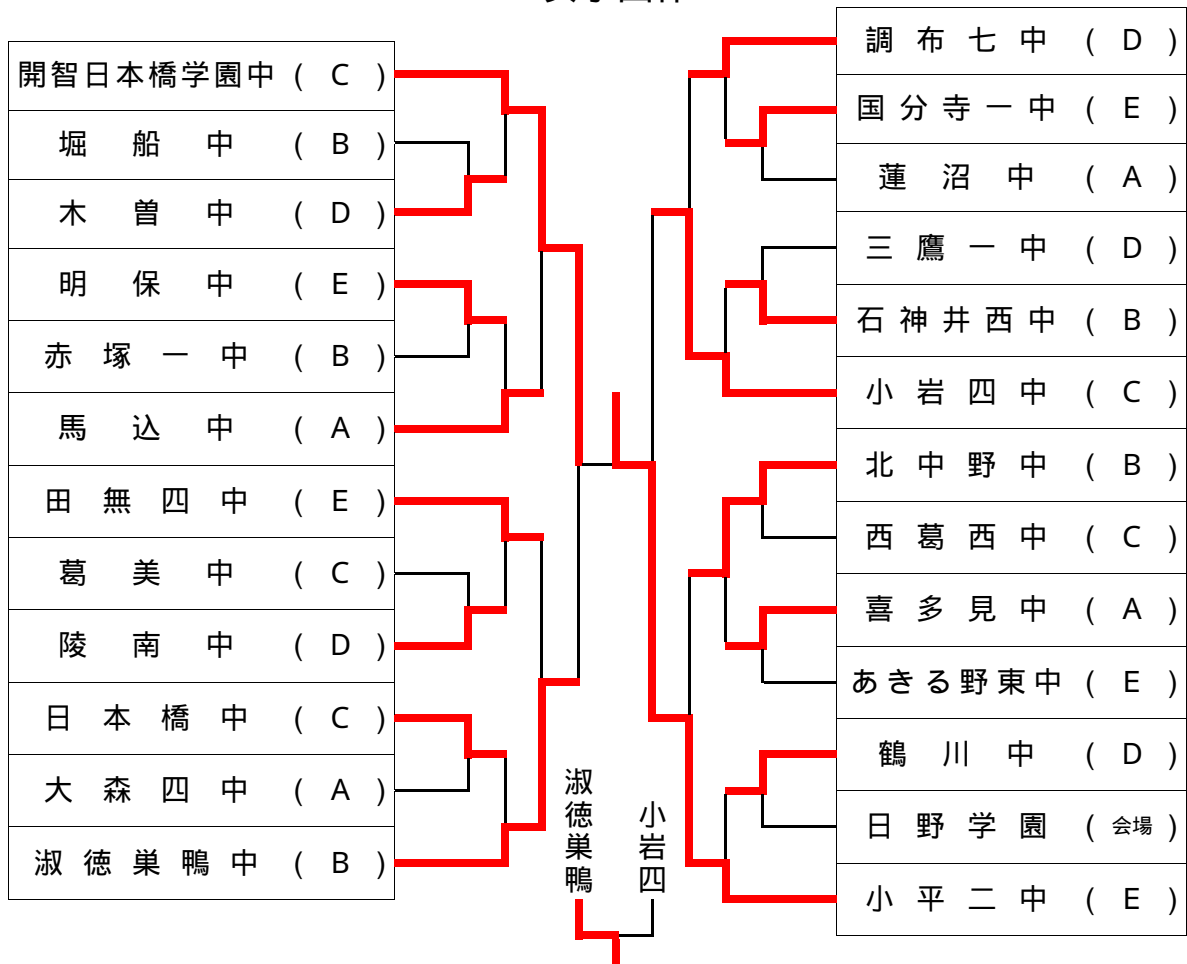 開智日本橋学園中 ( C )
堀船中 ( B )
木曽中 ( D )
明保中 ( E )
赤塚一中 ( B )
馬込中 ( A )
田無四中 ( E )
葛美中 ( C )
陵南中 ( D )
日本橋中 ( C )
大森四中 ( A )
淑徳巣鴨中 ( B )
淑徳巣鴨
小岩四
調布七中 ( D )
国分寺一中 ( E )
蓮沼中 ( A )
三鷹一中 ( D )
石神井西中 ( B )
小岩四中 ( C )
北中野中 ( B )
西葛西中 ( C )
喜多見中 ( A )
あきる野東中 ( E )
鶴川中 ( D )
日野学園 ( 会場 )
小平二中 ( E )